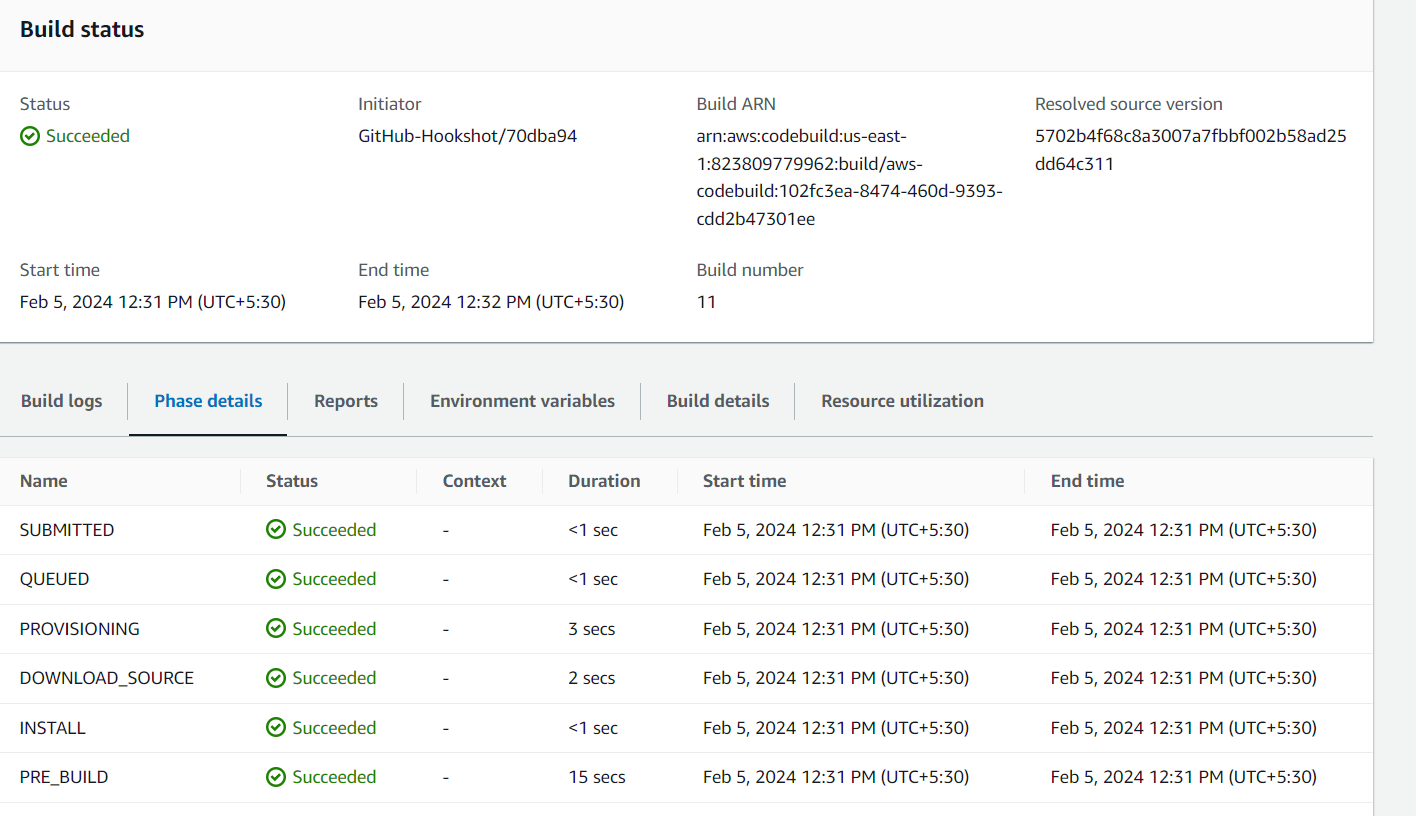 Build status
Status
Initiator
Build ARN
Resolved source version
Succeeded
GitHub-Hookshot/70dba94
arn:aws:codebuild:us-east-
1:823809779962:build/aws-
codebuild:102fc3ea-8474-460d-9393-
cdd2b47301ee
5702b4f68c8a3007a7fbbf002b58ad25
dd64c311
Start time
End time
Build number
Feb 5, 2024 12:31 PM (UTC+5:30)
Feb 5, 2024 12:32 PM (UTC+5:30)
11
Build logs
Phase details
Reports
Environment variables
Build details
Resource utilization
Name Status Context Duration Start time End time
SUBMITTED Succeeded - <1 sec Feb 5, 2024 12:31 PM (UTC+5:30) Feb 5, 2024 12:31 PM (UTC+5:30)
QUEUED Succeeded - <1 sec Feb 5, 2024 12:31 PM (UTC+5:30) Feb 5, 2024 12:31 PM (UTC+5:30)
PROVISIONING Succeeded - 3 secs Feb 5, 2024 12:31 PM (UTC+5:30) Feb 5, 2024 12:31 PM (UTC+5:30)
DOWNLOAD_SOURCE Succeeded - 2 secs Feb 5, 2024 12:31 PM (UTC+5:30) Feb 5, 2024 12:31 PM (UTC+5:30)
INSTALL Succeeded - <1 sec Feb 5, 2024 12:31 PM (UTC+5:30) Feb 5, 2024 12:31 PM (UTC+5:30)
PRE_BUILD Succeeded - 15 secs Feb 5, 2024 12:31 PM (UTC+5:30) Feb 5, 2024 12:31 PM (UTC+5:30)